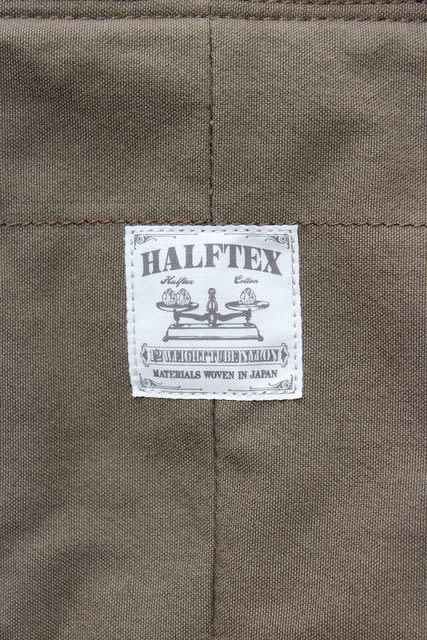 HALFTEX
Halftex Cotton
1/2 WEIGHT TUBE NYLON
MATERIALS WOVEN IN JAPAN